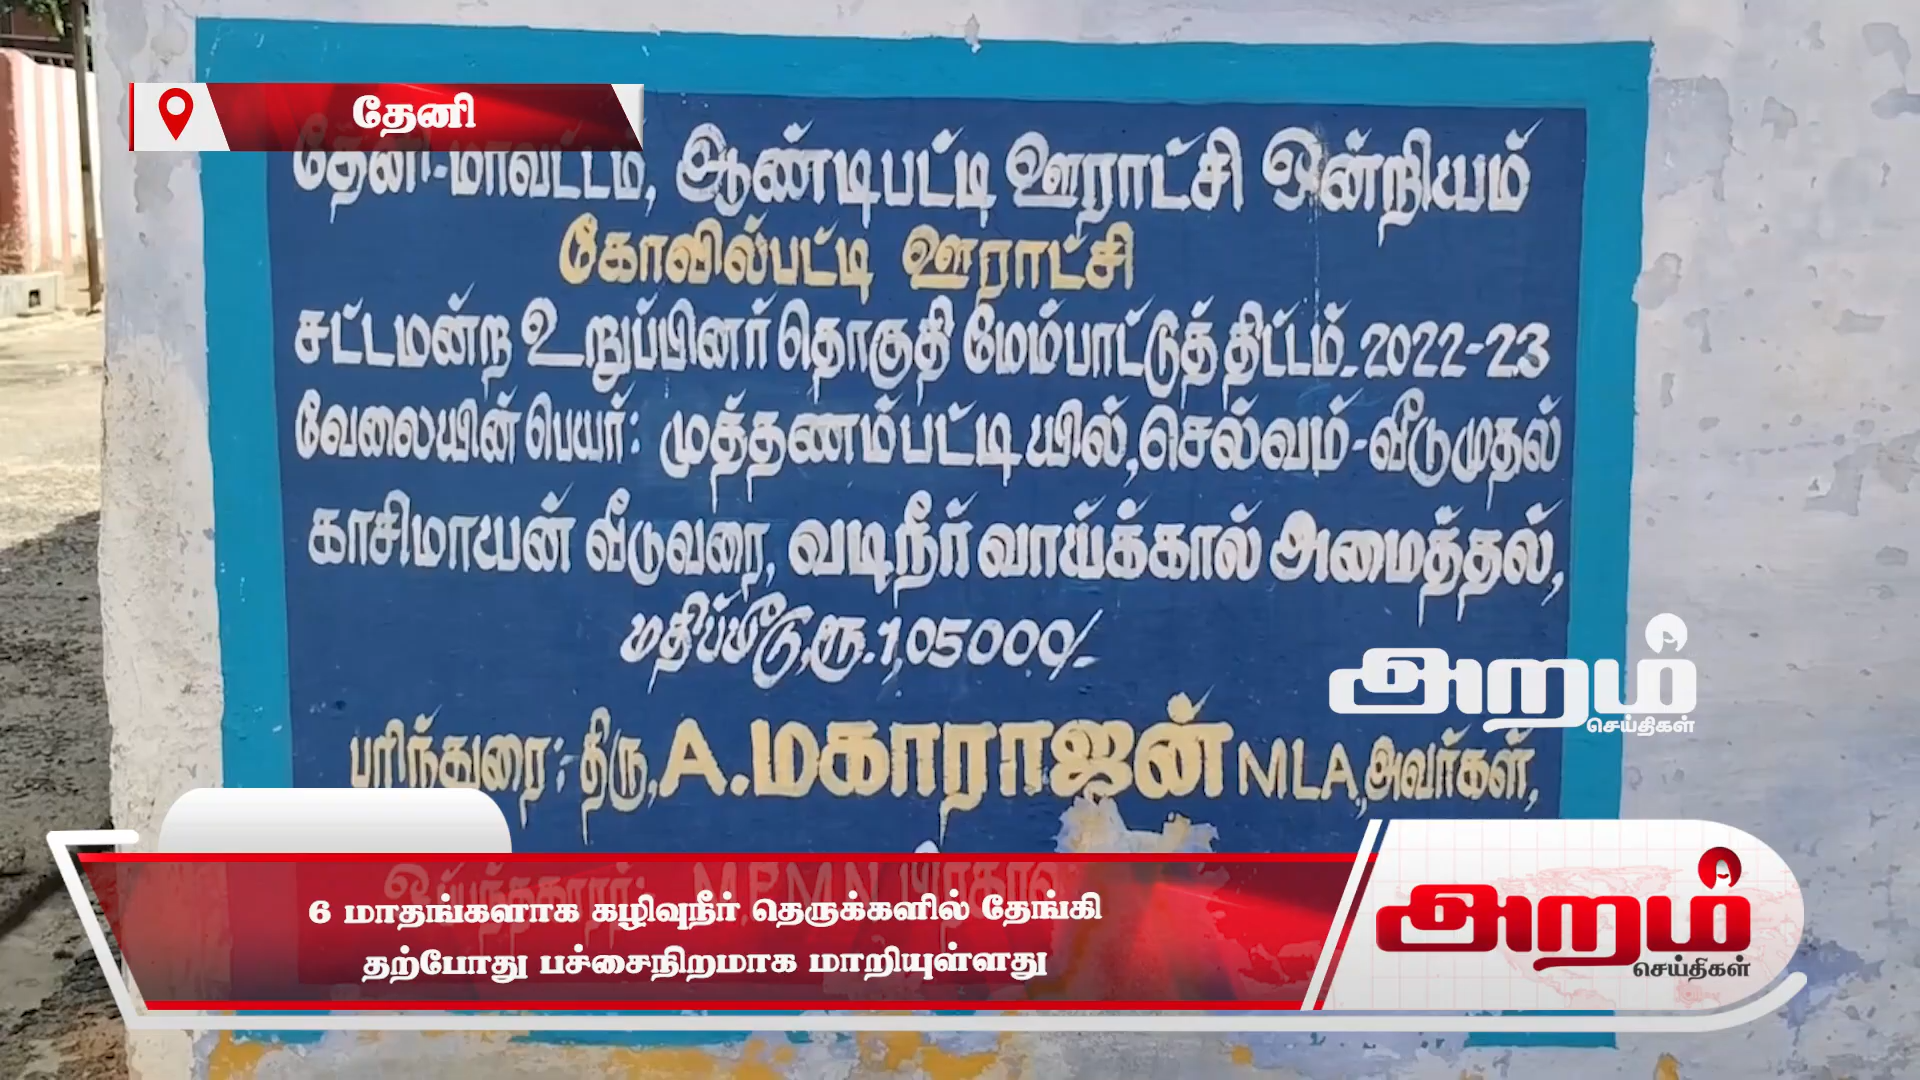 தேனி
தேனி-மாவட்டம், ஆண்டிபட்டி ஊராட்சி ஒன்றியம்
கோவில்பட்டி ஊராட்சி
சட்டமன்ற உறுப்பினர் தொகுதி மேம்பாட்டுத் திட்டம். 2022-23
வேலையின் பெயர்: முத்தணம்பட்டி யில், செல்வம்-வீடுமுதல்
காசிமாயன் வீடுவரை, வடிநீர் வாய்க்கால் அமைத்தல்,
மதிப்பீடு,ரூ.1,05000/-
அறம்
செய்திகள்
பரிந்துரை:- திரு,A.மகாராஜன் MLA.,அவர்கள்,
6 மாதங்களாக கழிவுநீர் தெருக்களில் தேங்கி
தற்போது பச்சைநிறமாக மாறியுள்ளது
அறம்
செய்திகள்